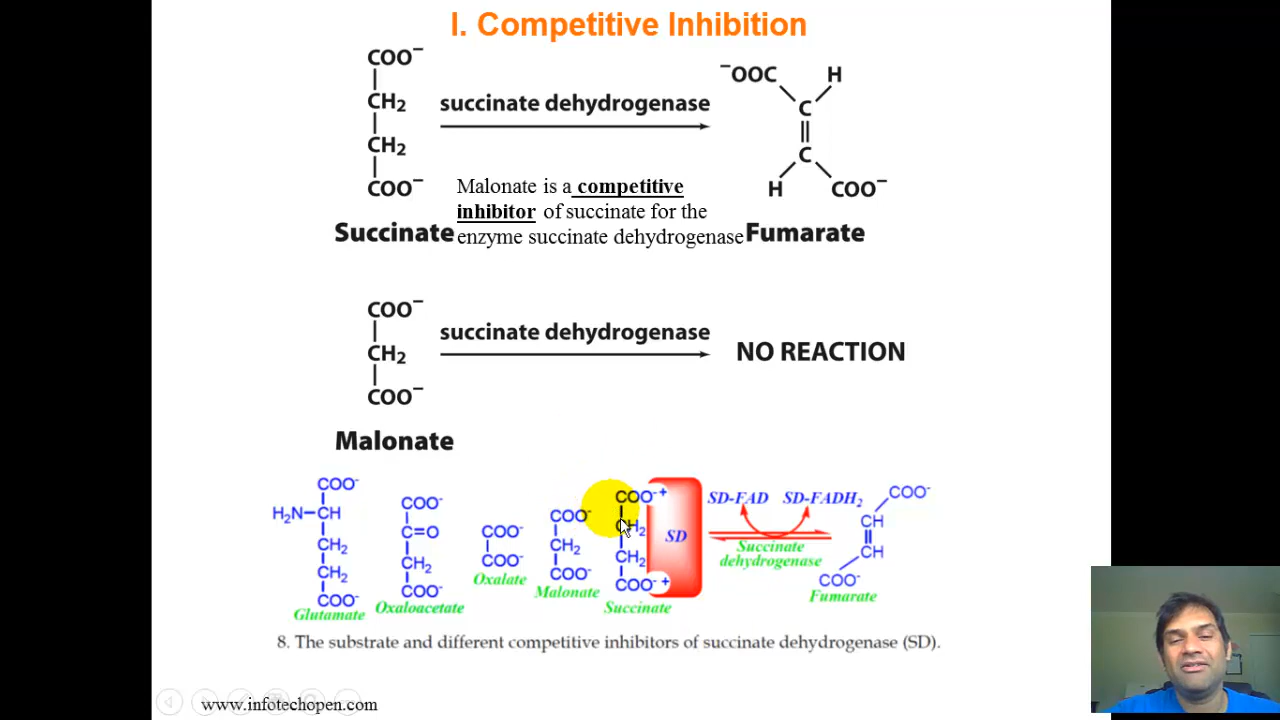 I. Competitive Inhibition
COO⁻
CH₂
CH₂
COO⁻
Succinate
succinate dehydrogenase
⁻OOC H
C
C
H COO⁻
Fumarate
Malonate is a competitive
inhibitor of succinate for the
enzyme succinate dehydrogenase
COO⁻
CH₂
COO⁻
Malonate
succinate dehydrogenase
NO REACTION
COO⁻
H₂N–CH
CH₂
CH₂
COO⁻
Glutamate
COO⁻
C=O
CH₂
COO⁻
Oxaloacetate
COO⁻
COO⁻
Oxalate
COO⁻
CH₂
COO⁻
Malonate
COO⁻+
CH₂
CH₂
COO⁻+
Succinate
SD
SD-FAD SD-FADH₂
Succinate
dehydrogenase
COO⁻
CH
CH
COO⁻
Fumarate
8. The substrate and different competitive inhibitors of succinate dehydrogenase (SD).
www.infotechopen.com